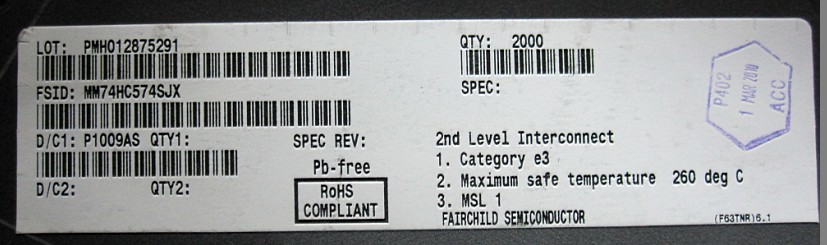 LOT: PMH012875291
QTY: 2000
FSID: MM74HC574SJX
SPEC:
D/C1: P1009AS QTY1: SPEC REV:
D/C2: QTY2:
Pb-free
RoHS
COMPLIANT
2nd Level Interconnect
1. Category e3
2. Maximum safe temperature 260 deg C
3. MSL 1
FAIRCHILD SEMICONDUCTOR
(F63TNR)6.1
P402
1 MAR 2010
ACC